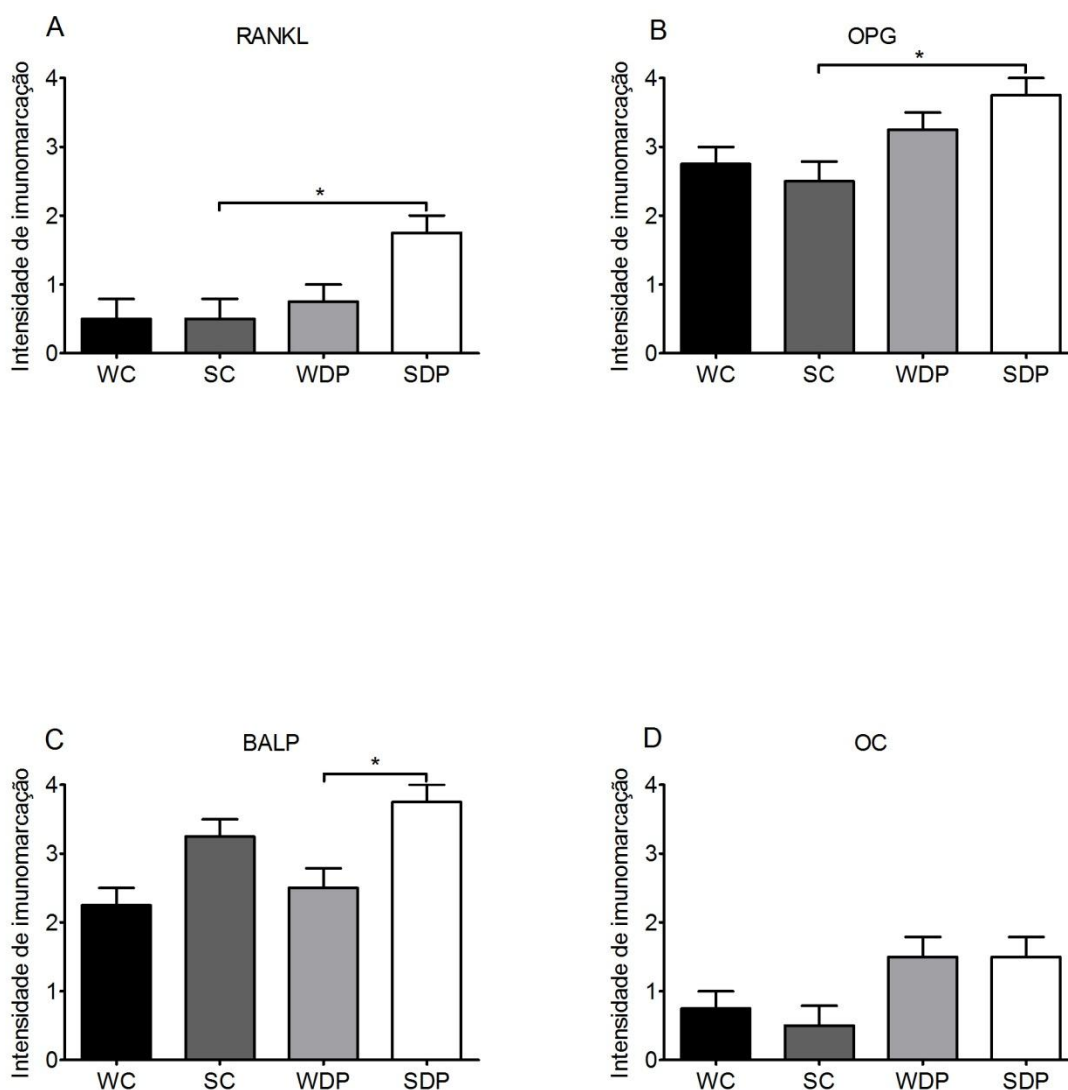 A
RANKL
Intensidade de imunomarcação
4
3
2
1
0
*
WC SC WDP SDP
B
OPG
Intensidade de imunomarcação
4
3
2
1
0
*
WC SC WDP SDP
C
BALP
Intensidade de imunomarcação
4
3
2
1
0
*
WC SC WDP SDP
D
OC
Intensidade de imunomarcação
4
3
2
1
0
WC SC WDP SDP